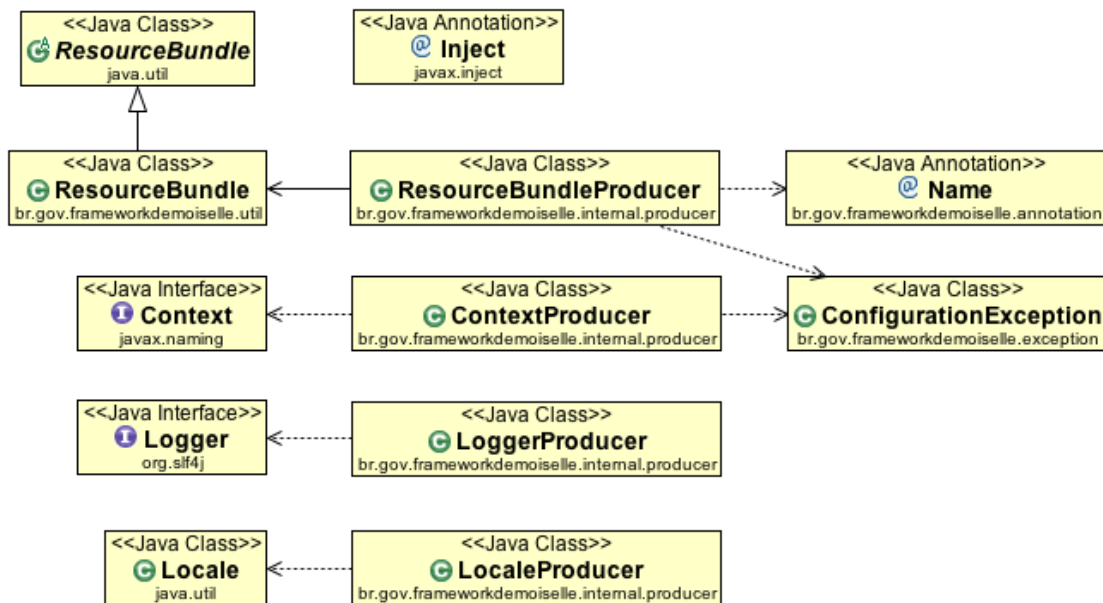 <<Java Class>>
ResourceBundle
java.util
<<Java Annotation>>
@ Inject
javax.inject
<<Java Class>>
ResourceBundle
br.gov.frameworkdemoiselle.util
<<Java Class>>
ResourceBundleProducer
br.gov.frameworkdemoiselle.internal.producer
<<Java Annotation>>
@ Name
br.gov.frameworkdemoiselle.annotation
<<Java Interface>>
Context
javax.naming
<<Java Class>>
ContextProducer
br.gov.frameworkdemoiselle.internal.producer
<<Java Class>>
ConfigurationException
br.gov.frameworkdemoiselle.exception
<<Java Interface>>
Logger
org.slf4j
<<Java Class>>
LoggerProducer
br.gov.frameworkdemoiselle.internal.producer
<<Java Class>>
Locale
java.util
<<Java Class>>
LocaleProducer
br.gov.frameworkdemoiselle.internal.producer